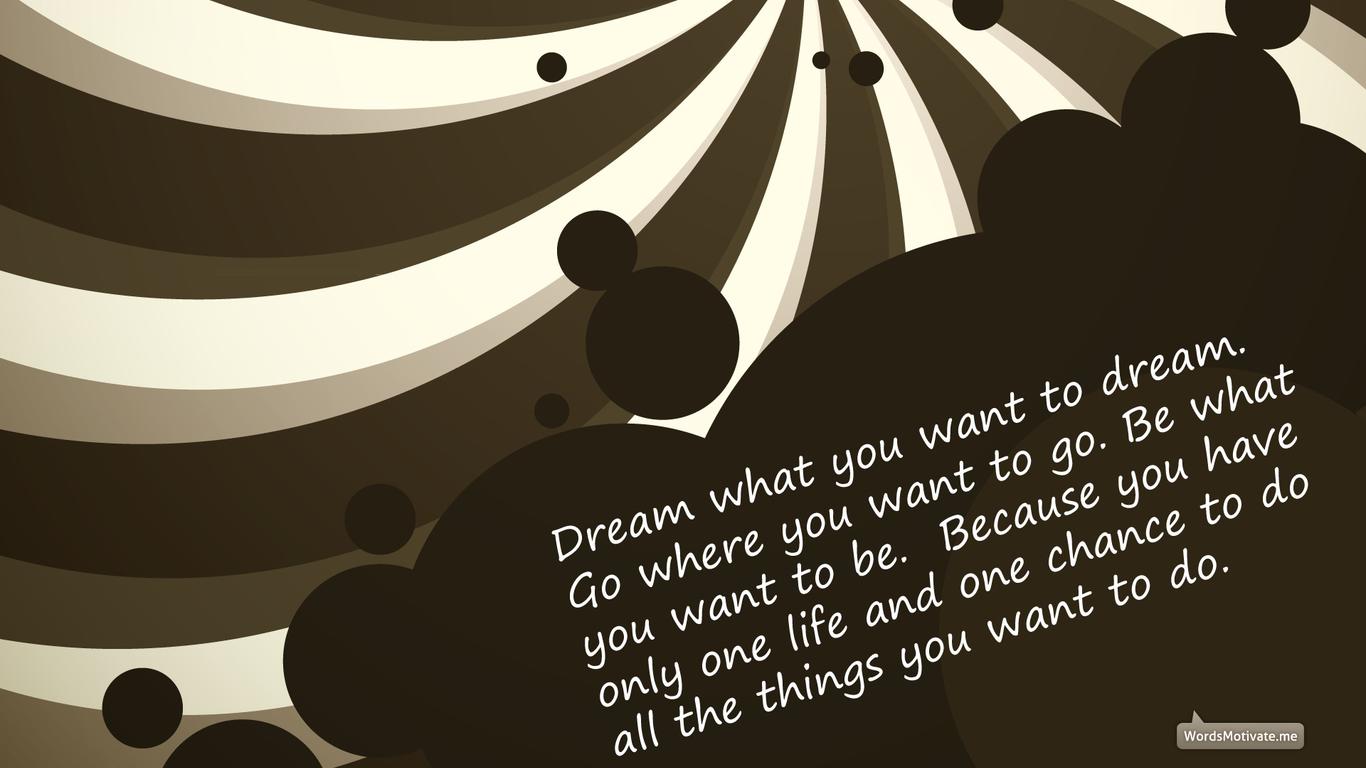 Dream what you want to dream.
Go where you want to go. Be what
you want to be.  Because you have
only one life and one chance to do
all the things you want to do.
WordsMotivate.me